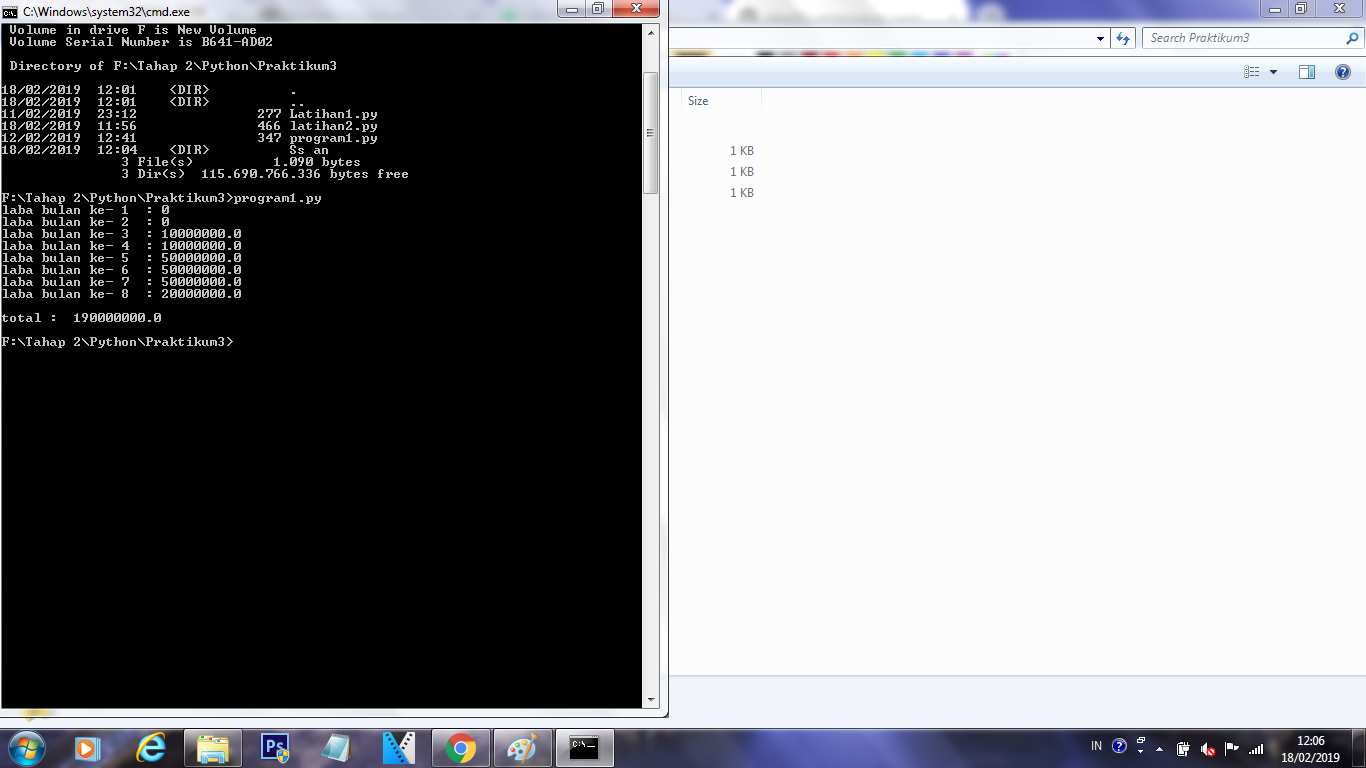 C:\Windows\system32\cmd.exe
Volume in drive F is New Volume
Volume Serial Number is B641-AD02
Directory of F:\Tahap 2\Python\Praktikum3
18/02/2019  12:01    <DIR>          .
18/02/2019  12:01    <DIR>          ..
11/02/2019  23:12               277 Latihan1.py
18/02/2019  11:56               466 latihan2.py
12/02/2019  12:41               347 program1.py
18/02/2019  12:04    <DIR>          Ss an
3 File(s)          1.090 bytes
3 Dir(s)  115.690.766.336 bytes free
F:\Tahap 2\Python\Praktikum3>program1.py
laba bulan ke- 1  : 0
laba bulan ke- 2  : 0
laba bulan ke- 3  : 10000000.0
laba bulan ke- 4  : 10000000.0
laba bulan ke- 5  : 50000000.0
laba bulan ke- 6  : 50000000.0
laba bulan ke- 7  : 50000000.0
laba bulan ke- 8  : 20000000.0
total :  190000000.0
F:\Tahap 2\Python\Praktikum3>
Search Praktikum3
Size
1 KB
1 KB
1 KB
Ps
IN
12:06
18/02/2019